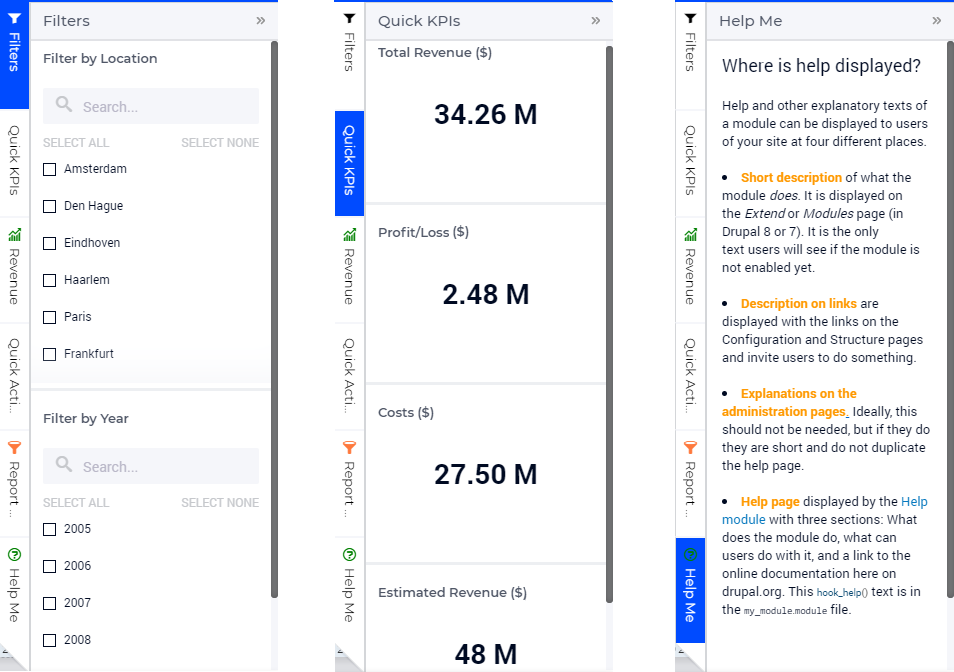 Filters
Quick KPIs
Revenue
Quick Acti...
Report ...
Help Me
Filters »
Filter by Location
Search...
SELECT ALL SELECT NONE
Amsterdam
Den Hague
Eindhoven
Haarlem
Paris
Frankfurt
Filter by Year
Search...
SELECT ALL SELECT NONE
2005
2006
2007
2008
Filters
Quick KPIs
Revenue
Quick Acti...
Report ...
Help Me
Quick KPIs »
Total Revenue ($)
34.26 M
Profit/Loss ($)
2.48 M
Costs ($)
27.50 M
Estimated Revenue ($)
48 M
Filters
Quick KPIs
Revenue
Quick Acti...
Report ...
Help Me
Help Me »
Where is help displayed?
Help and other explanatory texts of
a module can be displayed to users
of your site at four different places.
• Short description of what the
module does. It is displayed on
the Extend or Modules page (in
Drupal 8 or 7). It is the only
text users will see if the module is
not enabled yet.
• Description on links are
displayed with the links on the
Configuration and Structure pages
and invite users to do something.
• Explanations on the
administration pages. Ideally, this
should not be needed, but if they do
they are short and do not duplicate
the help page.
• Help page displayed by the Help
module with three sections: What
does the module do, what can
users do with it, and a link to the
online documentation here on
drupal.org. This hook_help() text is in
the my_module.module file.